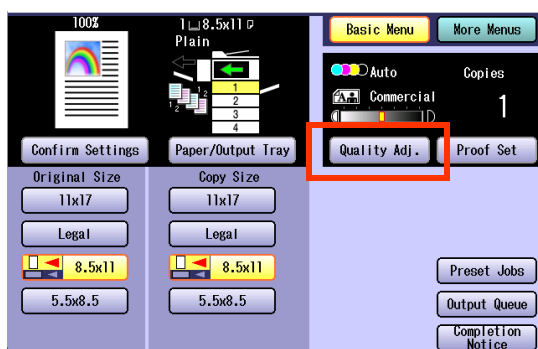 100%
1 8.5x11
Plain
1
2
3
4
1 2
Confirm Settings
Paper/Output Tray
Basic Menu
More Menus
Auto
Copies
A
Commercial
1
Quality Adj.
Proof Set
Original Size
11x17
Legal
8.5x11
5.5x8.5
Copy Size
11x17
Legal
8.5x11
5.5x8.5
Preset Jobs
Output Queue
Completion
Notice